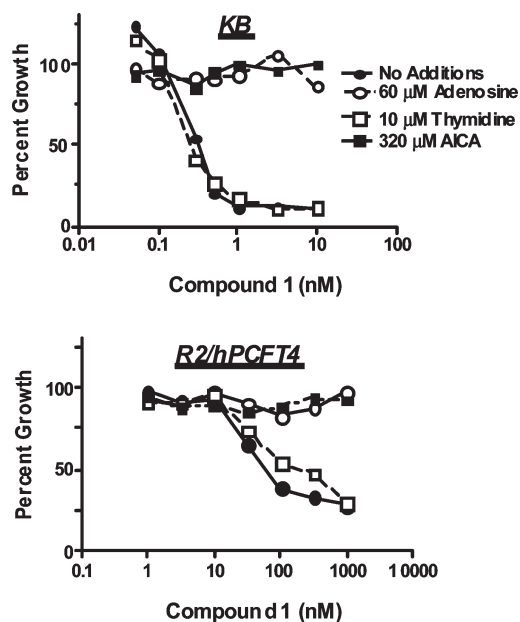 KB
Percent Growth
100
50
0
0.01 0.1 1 10 100
Compound 1 (nM)
No Additions
60 µM Adenosine
10 µM Thymidine
320 µM AICA
R2/hPCFT4
Percent Growth
100
50
0
0.1 1 10 100 1000 10000
Compound 1 (nM)